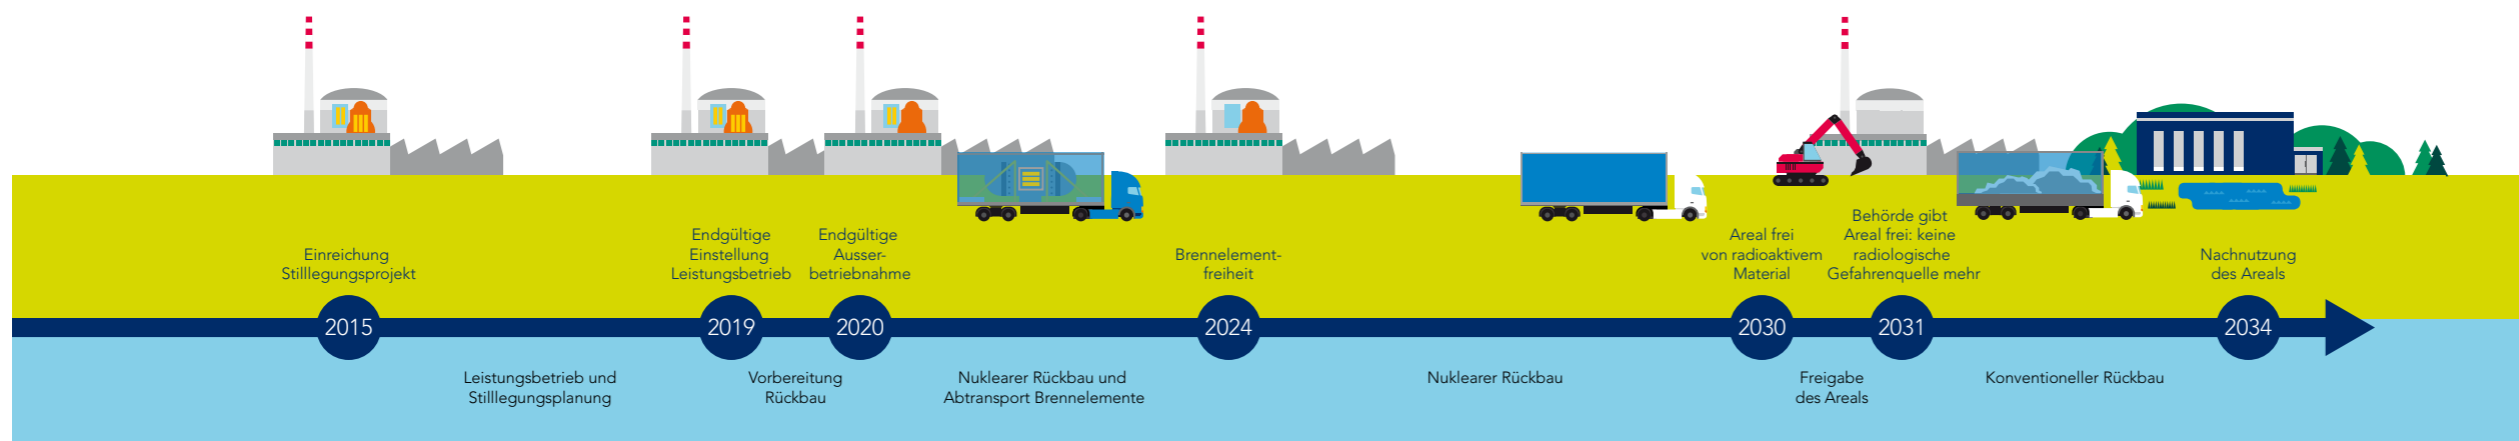 Einreichung
Stilllegungsprojekt
Endgültige
Einstellung
Leistungsbetrieb
Endgültige
Ausser-
betriebnahme
Brennelement-
freiheit
Areal frei
von radioaktivem
Material
Behörde gibt
Areal frei: keine
radiologische
Gefahrenquelle mehr
Nachnutzung
des Areals
2015
2019
2020
2024
2030
2031
2034
Leistungsbetrieb und
Stilllegungsplanung
Vorbereitung
Rückbau
Nuklearer Rückbau und
Abtransport Brennelemente
Nuklearer Rückbau
Freigabe
des Areals
Konventioneller Rückbau